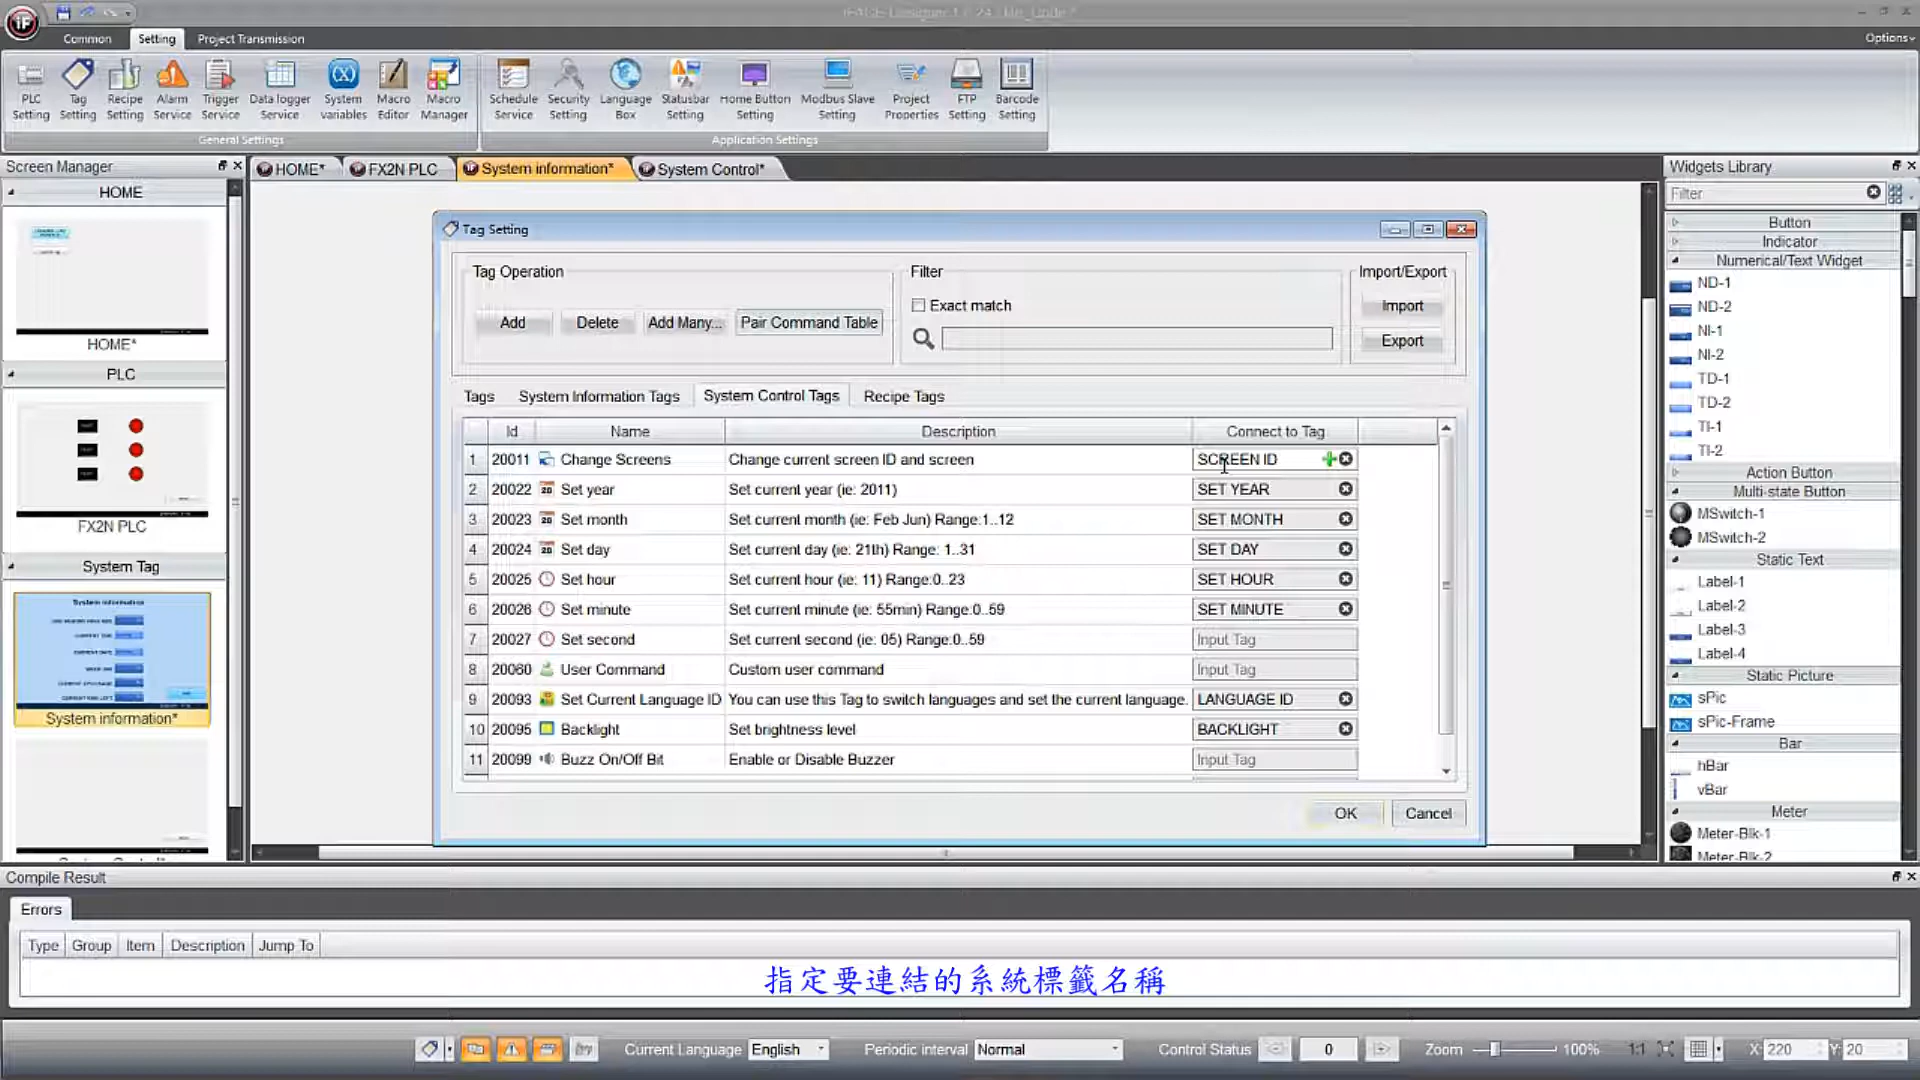 Common Setting Project Transmission Options
PLC Setting
Tag Setting
Recipe Setting
Alarm Service
Trigger Service
Data logger Service
System variables
Macro Editor
Macro Manager
Schedule Service
Security Setting
Language Box
Statusbar Setting
Home Button Setting
Modbus Slave Setting
Project Properties
FTP Setting
Barcode Setting
General Settings
Application Settings
Screen Manager
HOME
HOME*
PLC
FX2N PLC
System Tag
System information
System information*
HOME* FX2N PLC System information* System Control*
Tag Setting
Tag Operation
Add Delete Add Many... Pair Command Table
Filter
Exact match
Import/Export
Import
Export
Tags System Information Tags System Control Tags Recipe Tags
Id Name Description Connect to Tag
1 20011 Change Screens Change current screen ID and screen SCREEN ID
2 20022 Set year Set current year (ie: 2011) SET YEAR
3 20023 Set month Set current month (ie: Feb Jun) Range:1..12 SET MONTH
4 20024 Set day Set current day (ie: 21th) Range: 1..31 SET DAY
5 20025 Set hour Set current hour (ie: 11) Range:0..23 SET HOUR
6 20026 Set minute Set current minute (ie: 55min) Range:0..59 SET MINUTE
7 20027 Set second Set current second (ie: 05) Range:0..59 Input Tag
8 20060 User Command Custom user command Input Tag
9 20093 Set Current Language ID You can use this Tag to switch languages and set the current language. LANGUAGE ID
10 20095 Backlight Set brightness level BACKLIGHT
11 20099 Buzz On/Off Bit Enable or Disable Buzzer Input Tag
OK Cancel
Widgets Library
Filter
Button
Indicator
Numerical/Text Widget
ND-1
ND-2
NI-1
NI-2
TD-1
TD-2
TI-1
TI-2
Action Button
Multi-state Button
MSwitch-1
MSwitch-2
Static Text
Label-1
Label-2
Label-3
Label-4
Static Picture
sPic
sPic-Frame
Bar
hBar
vBar
Meter
Meter-Blk-1
Meter-Blk-2
Compile Result
Errors
Type Group Item Description Jump To
指定要連結的系統標籤名稱
Current Language English Periodic interval Normal Control Status 0 Zoom 100% 1:1 X: 220 Y: 20